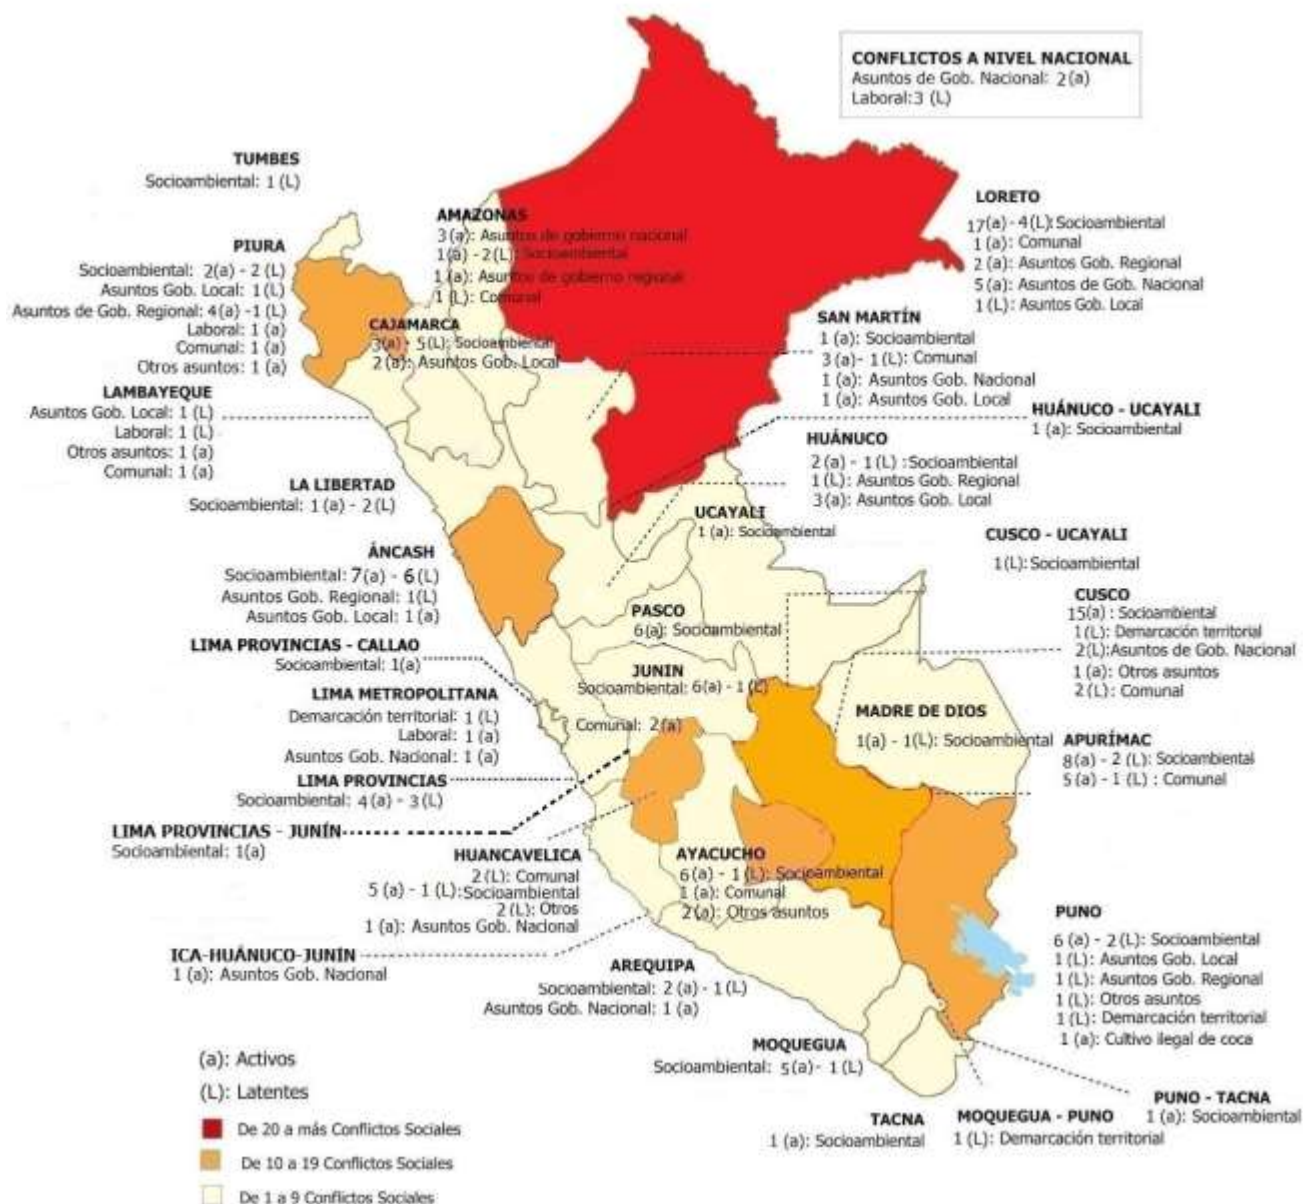 CONFLICTOS A NIVEL NACIONAL
Asuntos de Gob. Nacional: 2(a)
Laboral:3 (L)
TUMBES
Socioambiental: 1 (L)
PIURA
Socioambiental: 2(a) - 2 (L)
Asuntos Gob. Local: 1 (L)
Asuntos de Gob. Regional: 4(a) -1 (L)
Laboral: 1 (a)
Comunal: 1 (a)
Otros asuntos: 1 (a)
AMAZONAS
3(a): Asuntos de gobierno nacional
1(a) - 2(L): Socioambiental
1(a): Asuntos de gobierno regional
1(L): Comunal
CAJAMARCA
3(a) - 5(L): Socioambiental
2(a): Asuntos Gob. Local
LORETO
17(a) - 4(L):Socioambiental
1(a): Comunal
2(a): Asuntos Gob. Regional
5(a): Asuntos de Gob. Nacional
1(L): Asuntos Gob. Local
SAN MARTÍN
1(a): Socioambiental
3(a)- 1(L): Comunal
1(a): Asuntos Gob. Nacional
1(a): Asuntos Gob. Local
LAMBAYEQUE
Asuntos Gob. Local: 1 (L)
Laboral: 1 (L)
Otros asuntos: 1 (a)
Comunal: 1 (a)
HUÁNUCO - UCAYALI
1 (a): Socioambiental
HUÁNUCO
2(a) - 1(L) :Socioambiental
1(L): Asuntos Gob. Regional
3(a): Asuntos Gob. Local
LA LIBERTAD
Socioambiental: 1(a) - 2(L)
UCAYALI
1 (a): Socioambiental
CUSCO - UCAYALI
1(L):Socioambiental
ÁNCASH
Socioambiental: 7(a) - 6(L)
Asuntos Gob. Regional: 1(L)
Asuntos Gob. Local: 1(a)
PASCO
6(a): Socioambiental
CUSCO
15(a) : Socioambiental
1(L): Demarcación territorial
2(L):Asuntos de Gob. Nacional
1(a): Otros asuntos
2(L): Comunal
LIMA PROVINCIAS - CALLAO
Socioambiental: 1(a)
JUNIN
Socioambiental: 6(a) - 1(L)
Comunal: 2(a)
LIMA METROPOLITANA
Demarcación territorial: 1 (L)
Laboral: 1 (a)
Asuntos Gob. Nacional: 1 (a)
MADRE DE DIOS
1(a) - 1(L): Socioambiental
APURÍMAC
8(a) - 2 (L): Socioambiental
5(a) - 1 (L) : Comunal
LIMA PROVINCIAS
Socioambiental: 4(a) - 3(L)
LIMA PROVINCIAS - JUNÍN
Socioambiental: 1(a)
HUANCAVELICA
2(L): Comunal
5(a) - 1(L):Socioambiental
2(L): Otros
1(a): Asuntos Gob. Nacional
AYACUCHO
6(a) - 1(L): Socioambiental
1(a): Comunal
2(a): Otros asuntos
ICA-HUÁNUCO-JUNÍN
1 (a): Asuntos Gob. Nacional
AREQUIPA
Socioambiental: 2 (a) - 1(L)
Asuntos Gob. Nacional: 1 (a)
PUNO
6(a) - 2(L): Socioambiental
1(L): Asuntos Gob. Local
1(L): Asuntos Gob. Regional
1(L): Otros asuntos
1(L): Demarcación territorial
1 (a): Cultivo ilegal de coca
MOQUEGUA
Socioambiental: 5(a)- 1(L)
PUNO - TACNA
1 (a): Socioambiental
TACNA
1 (a): Socioambiental
MOQUEGUA - PUNO
1(L): Demarcación territorial
(a): Activos
(L): Latentes
De 20 a más Conflictos Sociales
De 10 a 19 Conflictos Sociales
De 1 a 9 Conflictos Sociales